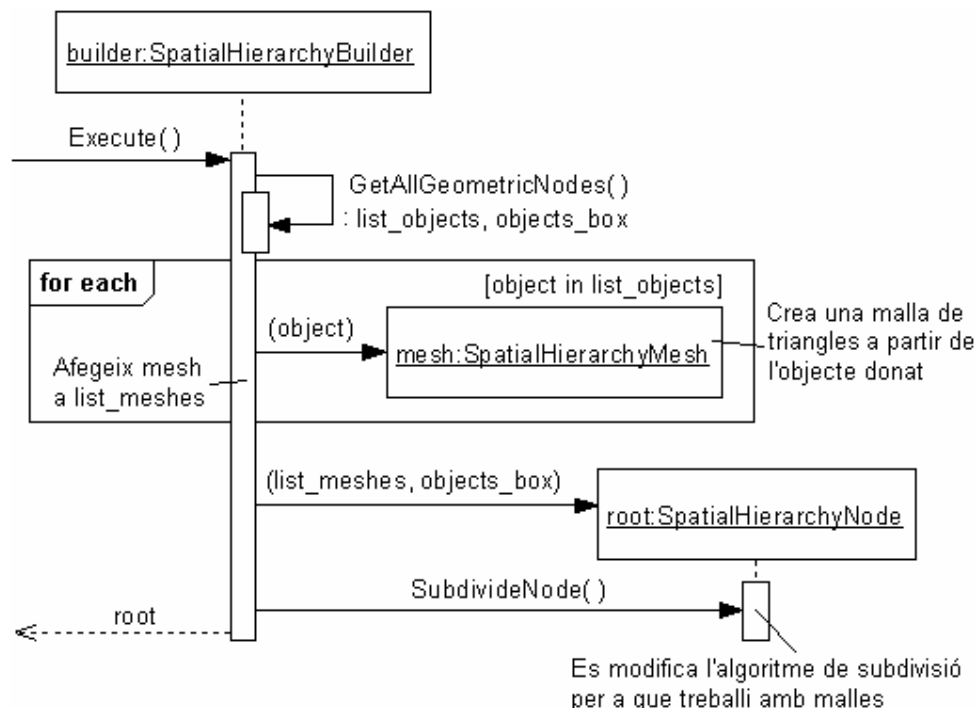 builder:SpatialHierarchyBuilder
Execute()
GetAllGeometricNodes()
: list_objects, objects_box
for each
[object in list_objects]
(object)
mesh:SpatialHierarchyMesh
Crea una malla de
triangles a partir de
l'objecte donat
Afegeix mesh
a list_meshes
(list_meshes, objects_box)
root:SpatialHierarchyNode
SubdivideNode()
root
Es modifica l'algoritme de subdivisió
per a que treballi amb malles